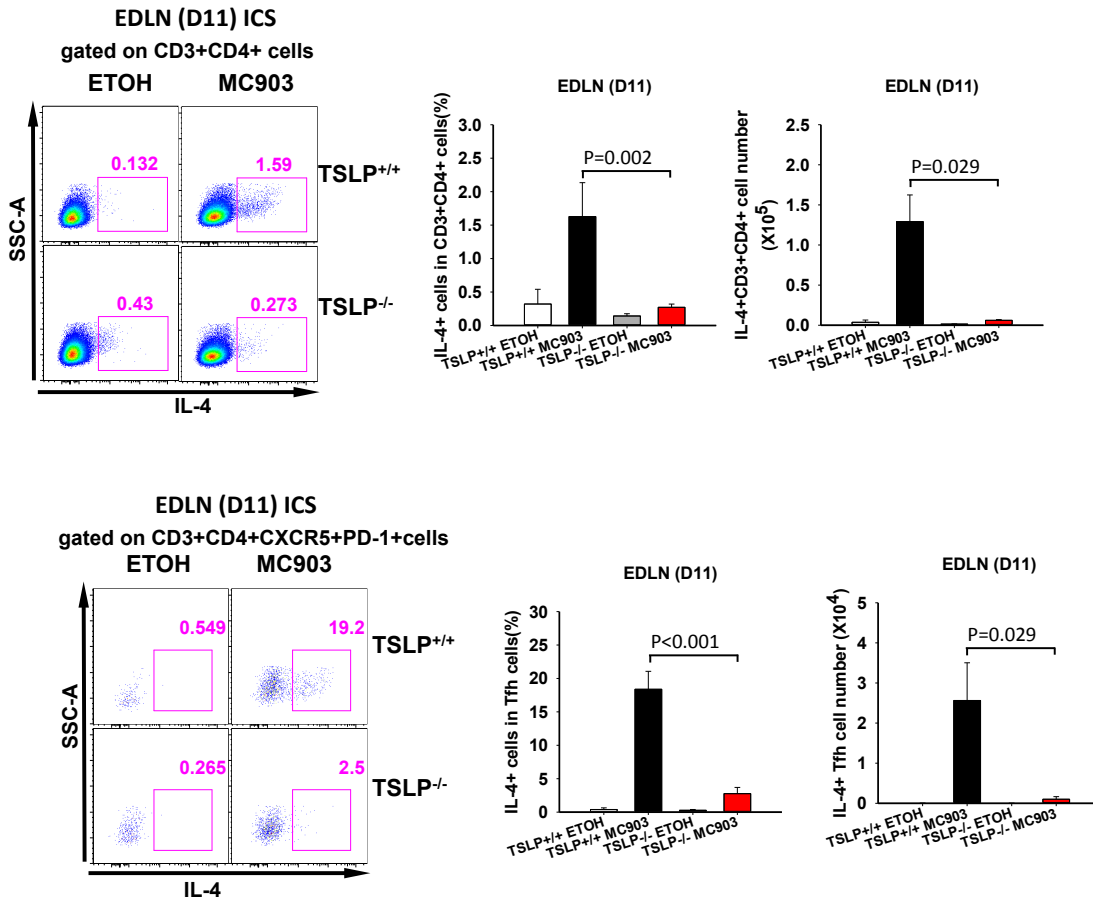 EDLN (D11) ICS
gated on CD3+CD4+ cells
ETOH MC903
0.132 1.59 TSLP+/+
0.43 0.273 TSLP-/-
SSC-A
IL-4
EDLN (D11)
IL-4+ cells in CD3+CD4+ cells(%)
3.0
2.5
2.0
1.5
1.0
0.5
0.0
P=0.002
TSLP+/+ ETOH
TSLP+/+ MC903
TSLP-/- ETOH
TSLP-/- MC903
EDLN (D11)
IL-4+CD3+CD4+ cell number
(X10^5)
2.5
2.0
1.5
1.0
0.5
0.0
P=0.029
TSLP+/+ ETOH
TSLP+/+ MC903
TSLP-/- ETOH
TSLP-/- MC903
EDLN (D11) ICS
gated on CD3+CD4+CXCR5+PD-1+cells
ETOH MC903
0.549 19.2 TSLP+/+
0.265 2.5 TSLP-/-
SSC-A
IL-4
EDLN (D11)
IL-4+ cells in Tfh cells(%)
30
25
20
15
10
5
0
P<0.001
TSLP+/+ ETOH
TSLP+/+ MC903
TSLP-/- ETOH
TSLP-/- MC903
EDLN (D11)
IL-4+ Tfh cell number (X10^4)
5
4
3
2
1
0
P=0.029
TSLP+/+ ETOH
TSLP+/+ MC903
TSLP-/- ETOH
TSLP-/- MC903